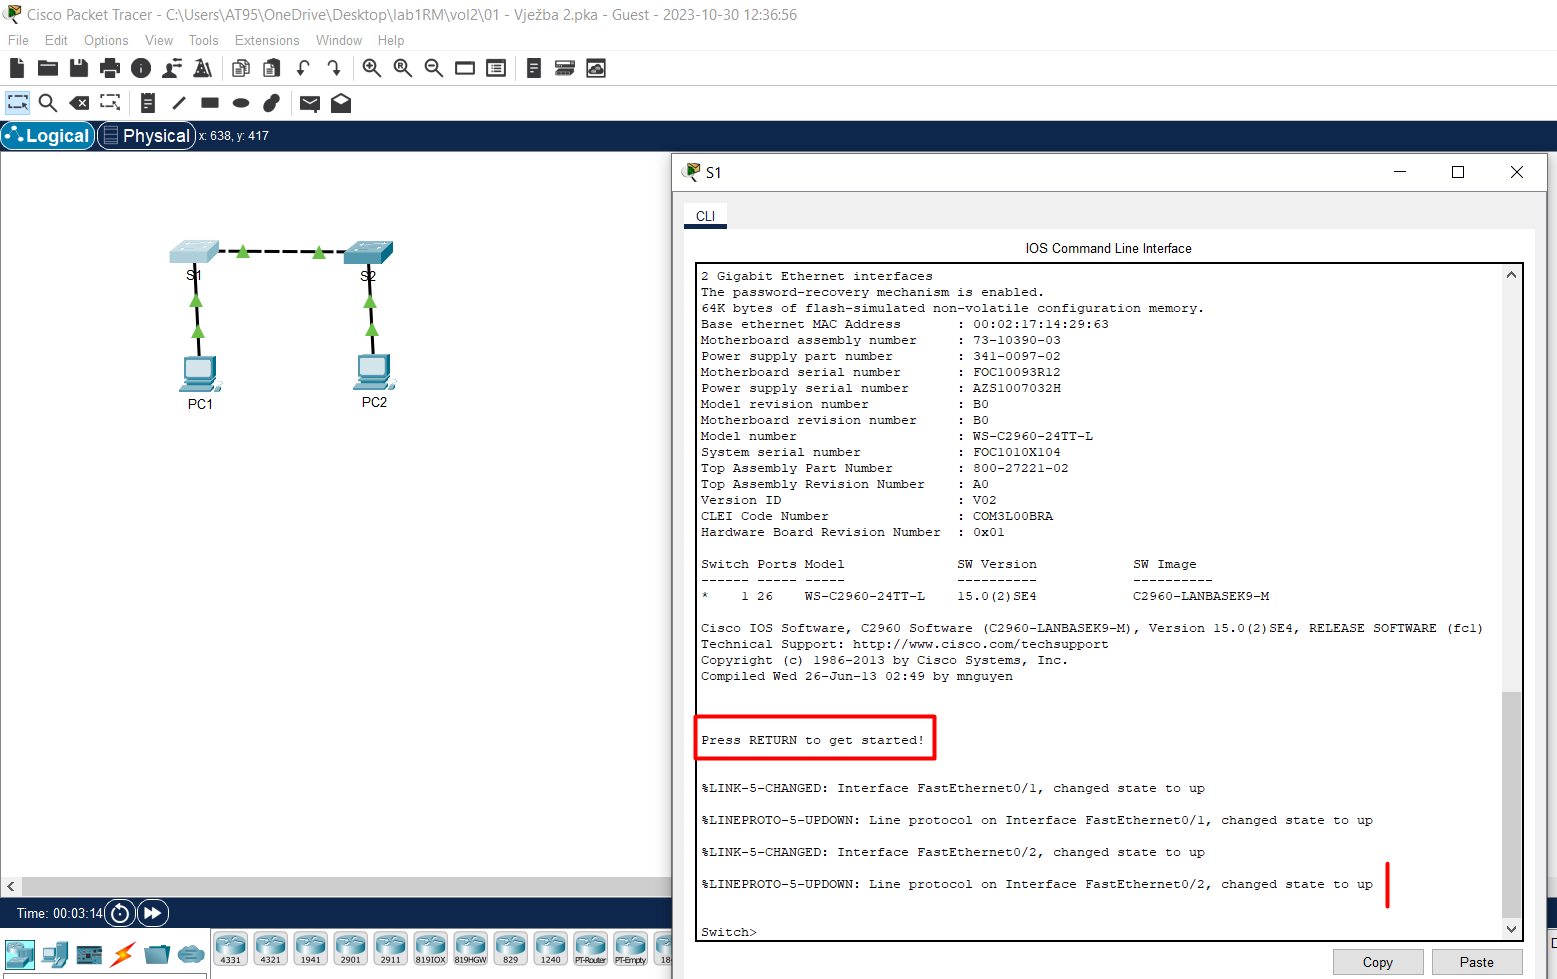 Cisco Packet Tracer - C:\Users\AT95\OneDrive\Desktop\lab1RM\vol2\01 - Vježba 2.pka - Guest - 2023-10-30 12:36:56
File Edit Options View Tools Extensions Window Help
Logical Physical x: 638, y: 417
S1
CLI
IOS Command Line Interface
2 Gigabit Ethernet interfaces
The password-recovery mechanism is enabled.
64K bytes of flash-simulated non-volatile configuration memory.
Base ethernet MAC Address : 00:02:17:14:29:63
Motherboard assembly number : 73-10390-03
Power supply part number : 341-0097-02
Motherboard serial number : FOC10093R12
Power supply serial number : AZS1007032H
Model revision number : B0
Motherboard revision number : B0
Model number : WS-C2960-24TT-L
System serial number : FOC1010X104
Top Assembly Part Number : 800-27221-02
Top Assembly Revision Number : A0
Version ID : V02
CLEI Code Number : COM3L00BRA
Hardware Board Revision Number : 0x01
Switch Ports Model SW Version SW Image
------ ----- ----- ---------- ----------
* 1 26 WS-C2960-24TT-L 15.0(2)SE4 C2960-LANBASEK9-M
Cisco IOS Software, C2960 Software (C2960-LANBASEK9-M), Version 15.0(2)SE4, RELEASE SOFTWARE (fc1)
Technical Support: http://www.cisco.com/techsupport
Copyright (c) 1986-2013 by Cisco Systems, Inc.
Compiled Wed 26-Jun-13 02:49 by mnguyen
Press RETURN to get started!
%LINK-5-CHANGED: Interface FastEthernet0/1, changed state to up
%LINEPROTO-5-UPDOWN: Line protocol on Interface FastEthernet0/1, changed state to up
%LINK-5-CHANGED: Interface FastEthernet0/2, changed state to up
%LINEPROTO-5-UPDOWN: Line protocol on Interface FastEthernet0/2, changed state to up
Switch>
Copy Paste
S1 S2
PC1 PC2
Time: 00:03:14
4331 4321 1941 2901 2911 819IOX 819HGW 829 1240 PT-Router PT-Empty